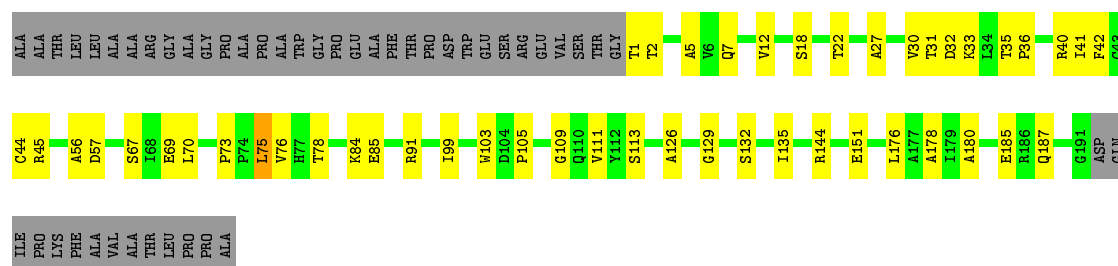 ALA ALA THR LEU LEU ALA ALA ARG GLY ALA GLY PRO ALA PRO ALA TRP GLY PRO GLU ALA PHE THR PRO ASP TRP GLU SER ARG GLU VAL SER THR GLY T1 T2 A5 V6 Q7 V12 S18 T22 A27 V30 T31 D32 K33 L34 T35 P36 R40 I41 F42 C43
C44 R45 A56 D57 S67 I68 E69 L70 P73 P74 L75 V76 H77 T78 K84 E85 R91 I99 W103 D104 P105 G109 Q110 V111 Y112 S113 A126 G129 S132 I135 R144 E151 L176 A177 A178 I179 A180 E185 R186 Q187 G191 ASP GLN
ILE PRO LYS PHE ALA VAL ALA THR LEU PRO PRO ALA